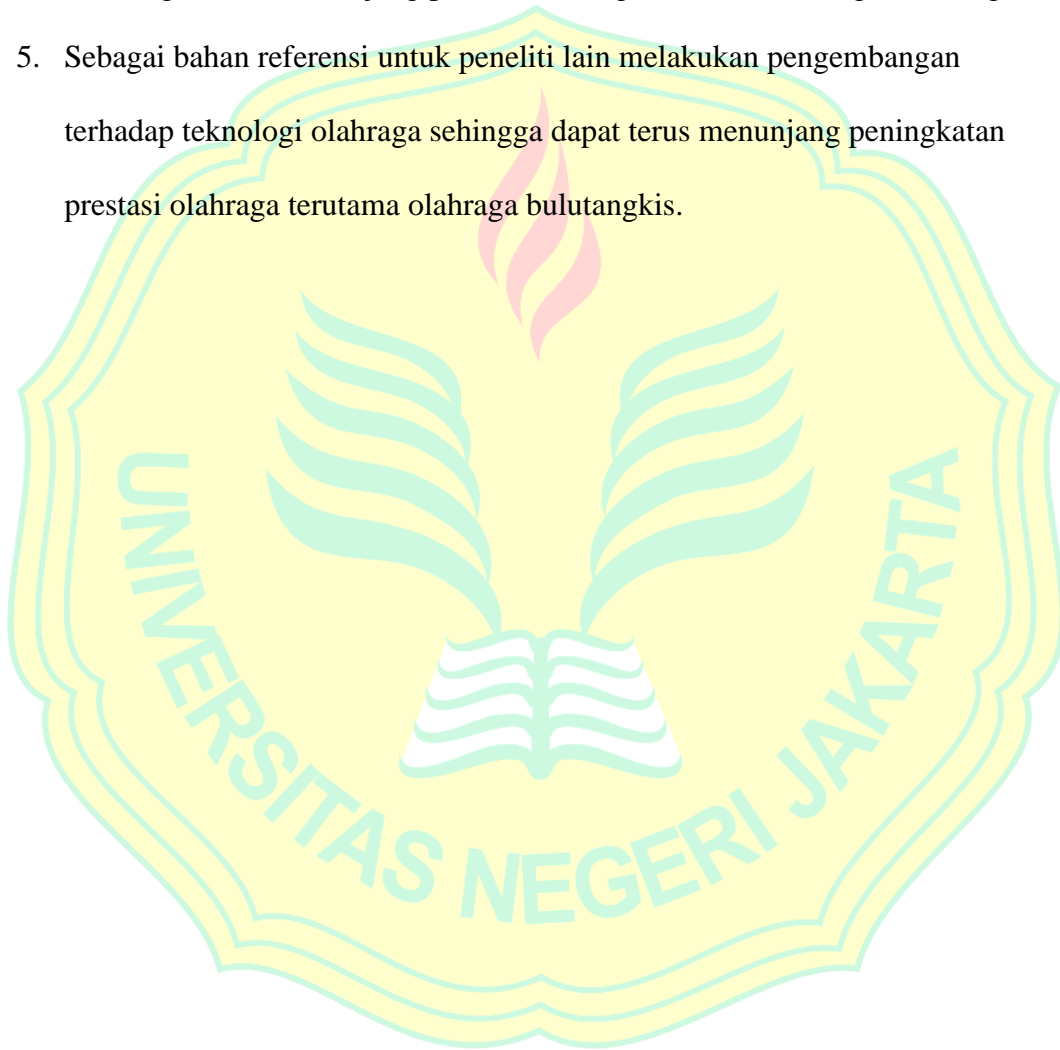 5. Sebagai bahan referensi untuk peneliti lain melakukan pengembangan
terhadap teknologi olahraga sehingga dapat terus menunjang peningkatan
prestasi olahraga terutama olahraga bulutangkis.
UNIVERSITAS NEGERI JAKARTA